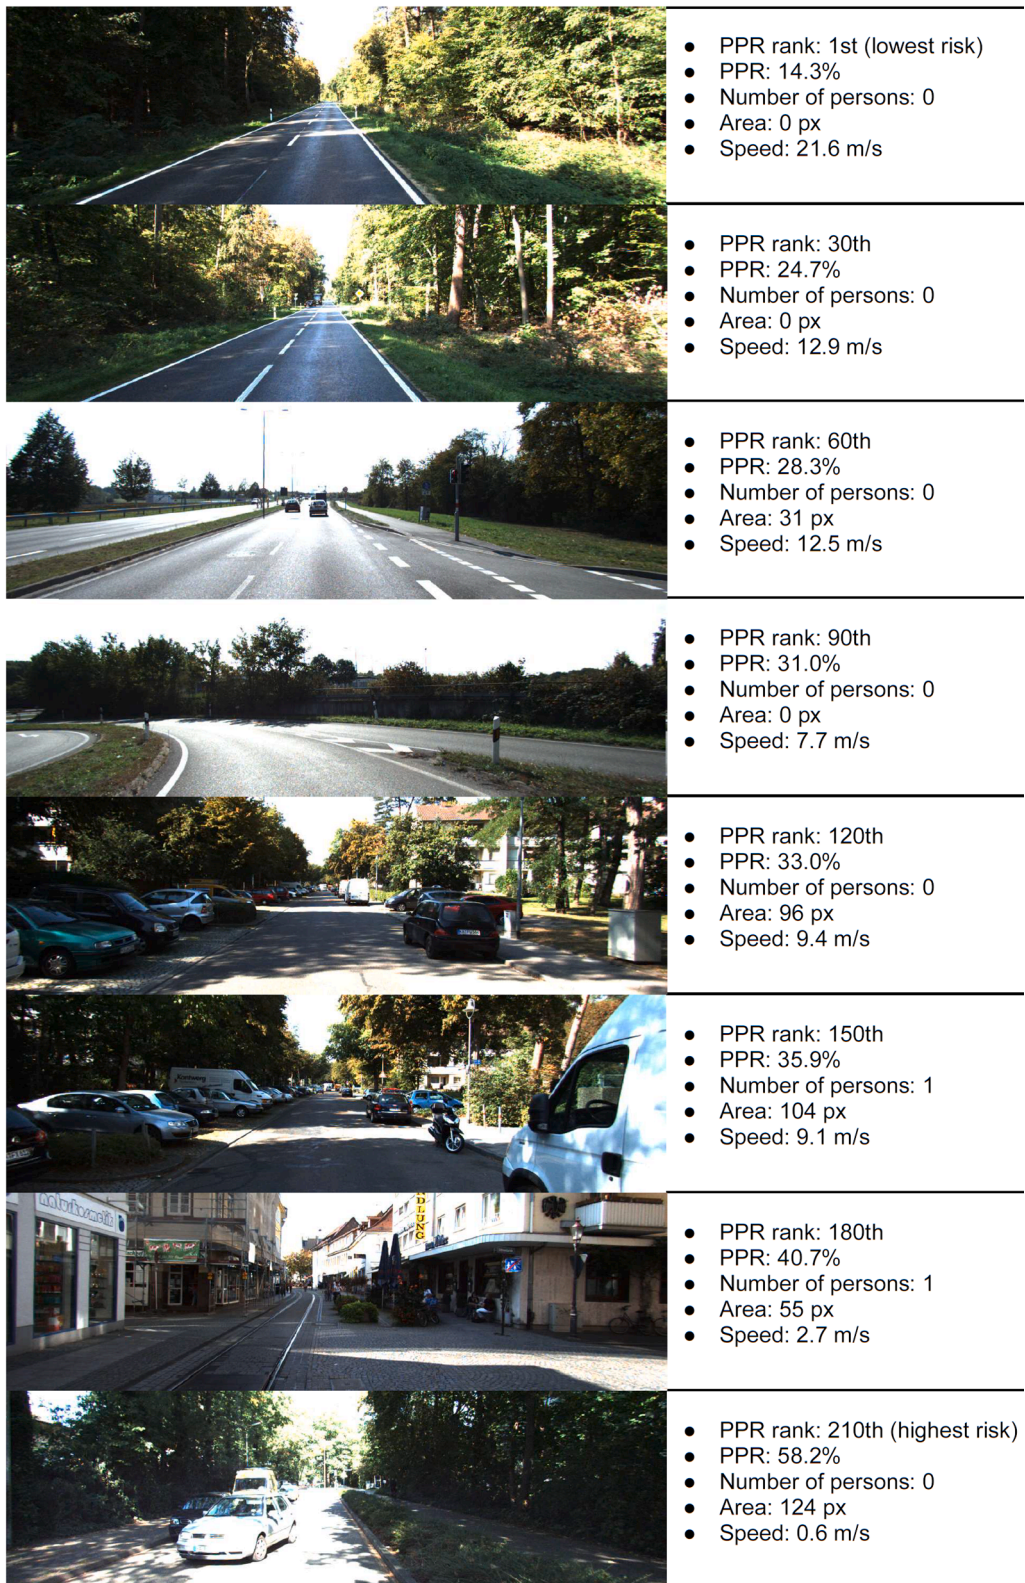 ● PPR rank: 1st (lowest risk)
● PPR: 14.3%
● Number of persons: 0
● Area: 0 px
● Speed: 21.6 m/s
● PPR rank: 30th
● PPR: 24.7%
● Number of persons: 0
● Area: 0 px
● Speed: 12.9 m/s
● PPR rank: 60th
● PPR: 28.3%
● Number of persons: 0
● Area: 31 px
● Speed: 12.5 m/s
● PPR rank: 90th
● PPR: 31.0%
● Number of persons: 0
● Area: 0 px
● Speed: 7.7 m/s
● PPR rank: 120th
● PPR: 33.0%
● Number of persons: 0
● Area: 96 px
● Speed: 9.4 m/s
● PPR rank: 150th
● PPR: 35.9%
● Number of persons: 1
● Area: 104 px
● Speed: 9.1 m/s
naturkosmetik
NDLUNG
● PPR rank: 180th
● PPR: 40.7%
● Number of persons: 1
● Area: 55 px
● Speed: 2.7 m/s
● PPR rank: 210th (highest risk)
● PPR: 58.2%
● Number of persons: 0
● Area: 124 px
● Speed: 0.6 m/s